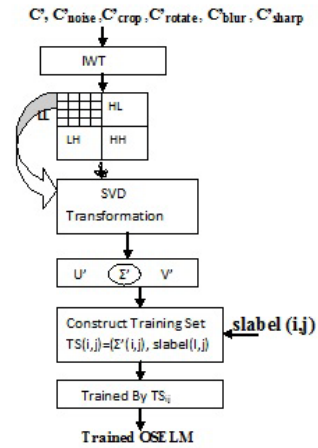 C', C'noise, C'crop, C'rotate, C'blur, C'sharp
IWT
LL
HL
LH
HH
SVD
Transformation
U' Σ' V'
Construct Training Set
TS(i,j)=(Σ'(i,j), slabel(i,j)
slabel (i,j)
Trained By TSij
Trained OSELM